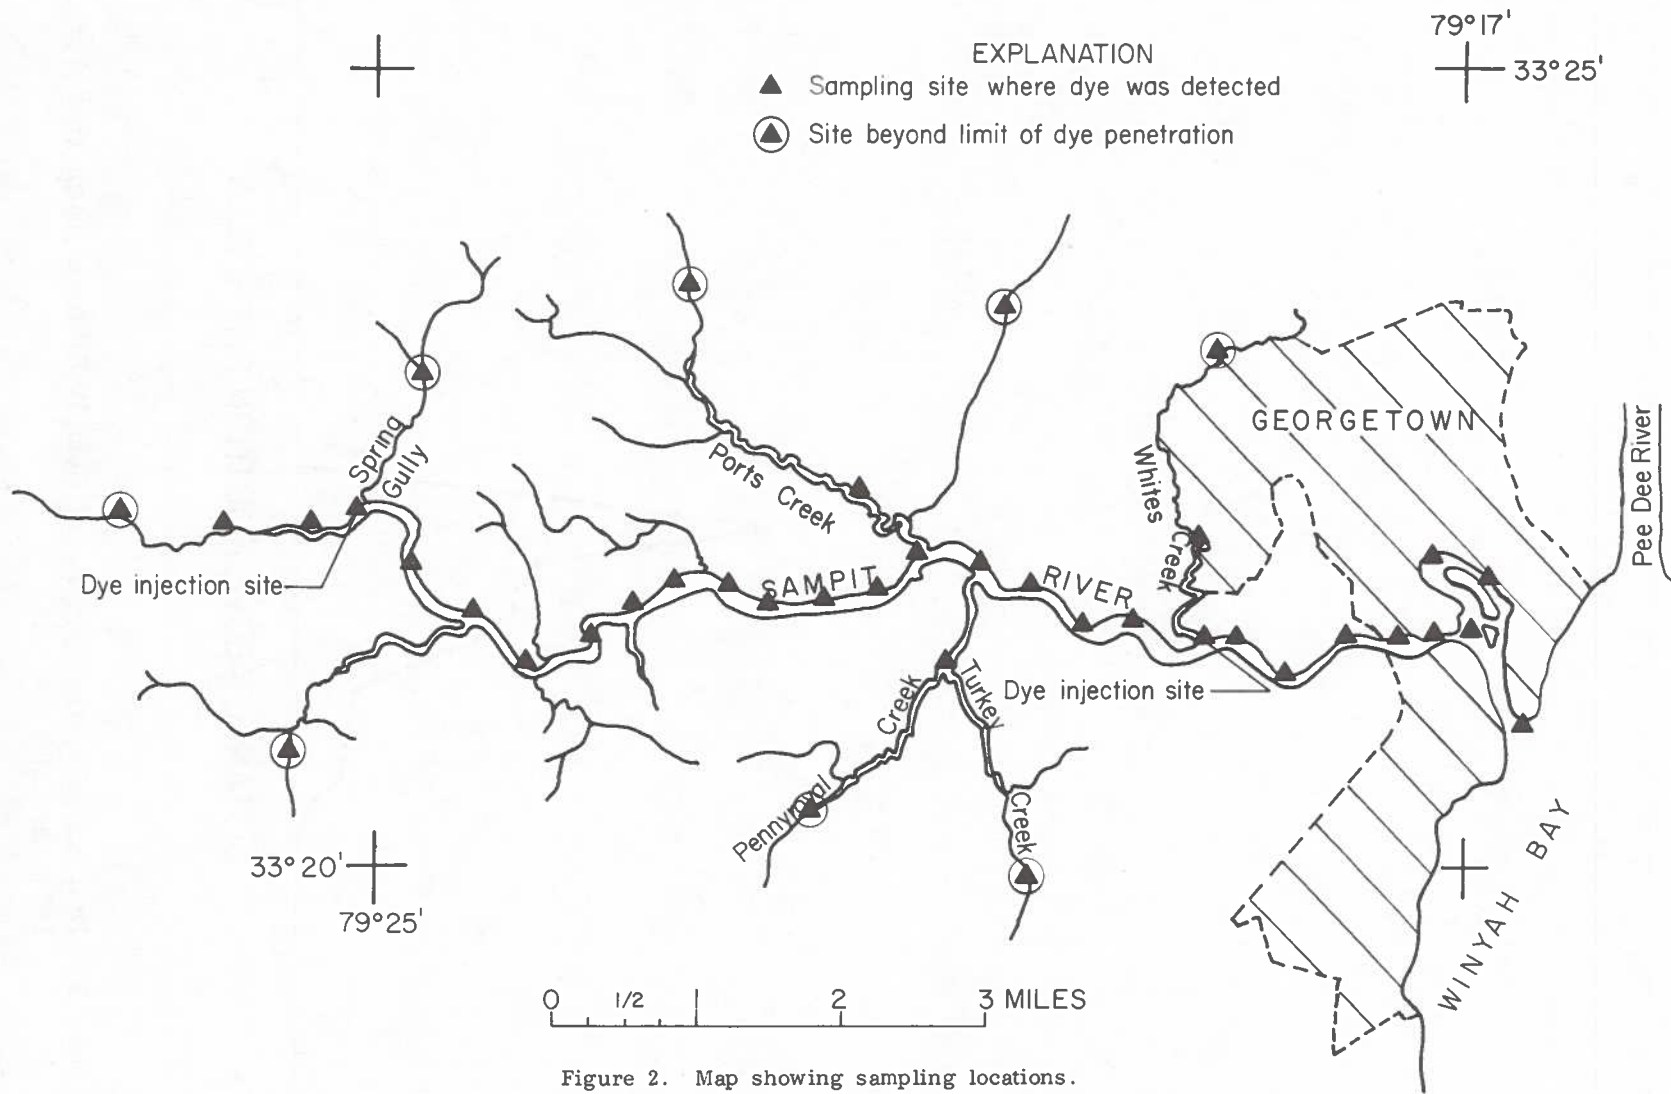 79°17'
33°25'
EXPLANATION
Sampling site where dye was detected
Site beyond limit of dye penetration
GEORGETOWN
Pee Dee River
Spring
Gully
Ports Creek
Whites
Creek
Dye injection site
SAMPIT
RIVER
Dye injection site
Turkey
Creek
Creek
Pennyroyal
33°20'
79°25'
WINYAH BAY
0 1/2 1 2 3 MILES
Figure 2. Map showing sampling locations.